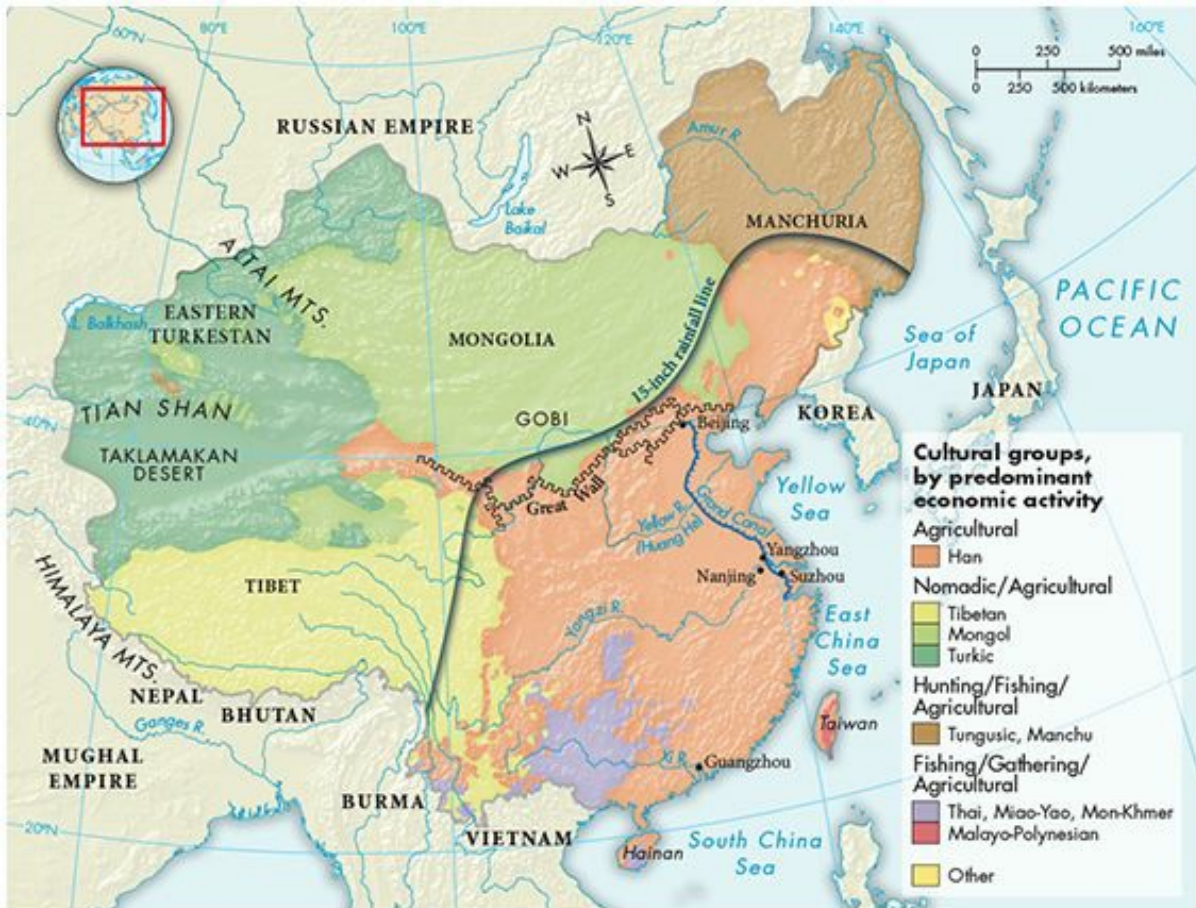 60°N
80°E
100°E
120°E
140°E
160°E
0 250 500 miles
0 250 500 kilometers
RUSSIAN EMPIRE
N
W E
S
Amur R.
Lake
Baikal
MANCHURIA
ALTAI MTS.
EASTERN
TURKESTAN
L. Balkhash
MONGOLIA
15-inch rainfall line
PACIFIC
OCEAN
Sea of
Japan
JAPAN
TIAN SHAN
40°N
GOBI
Beijing
KOREA
TAKLAMAKAN
DESERT
Great Wall
Yellow R.
(Huang He)
Grand Canal
Yellow
Sea
Yangzhou
Nanjing
Suzhou
HIMALAYA MTS.
TIBET
Yangzi R.
East
China
Sea
NEPAL
BHUTAN
Ganges R.
MUGHAL
EMPIRE
Taiwan
Xi R.
Guangzhou
BURMA
VIETNAM
20°N
Hainan
South China
Sea
Cultural groups,
by predominant
economic activity
Agricultural
Han
Nomadic/Agricultural
Tibetan
Mongol
Turkic
Hunting/Fishing/
Agricultural
Tungusic, Manchu
Fishing/Gathering/
Agricultural
Thai, Miao-Yao, Mon-Khmer
Malayo-Polynesian
Other